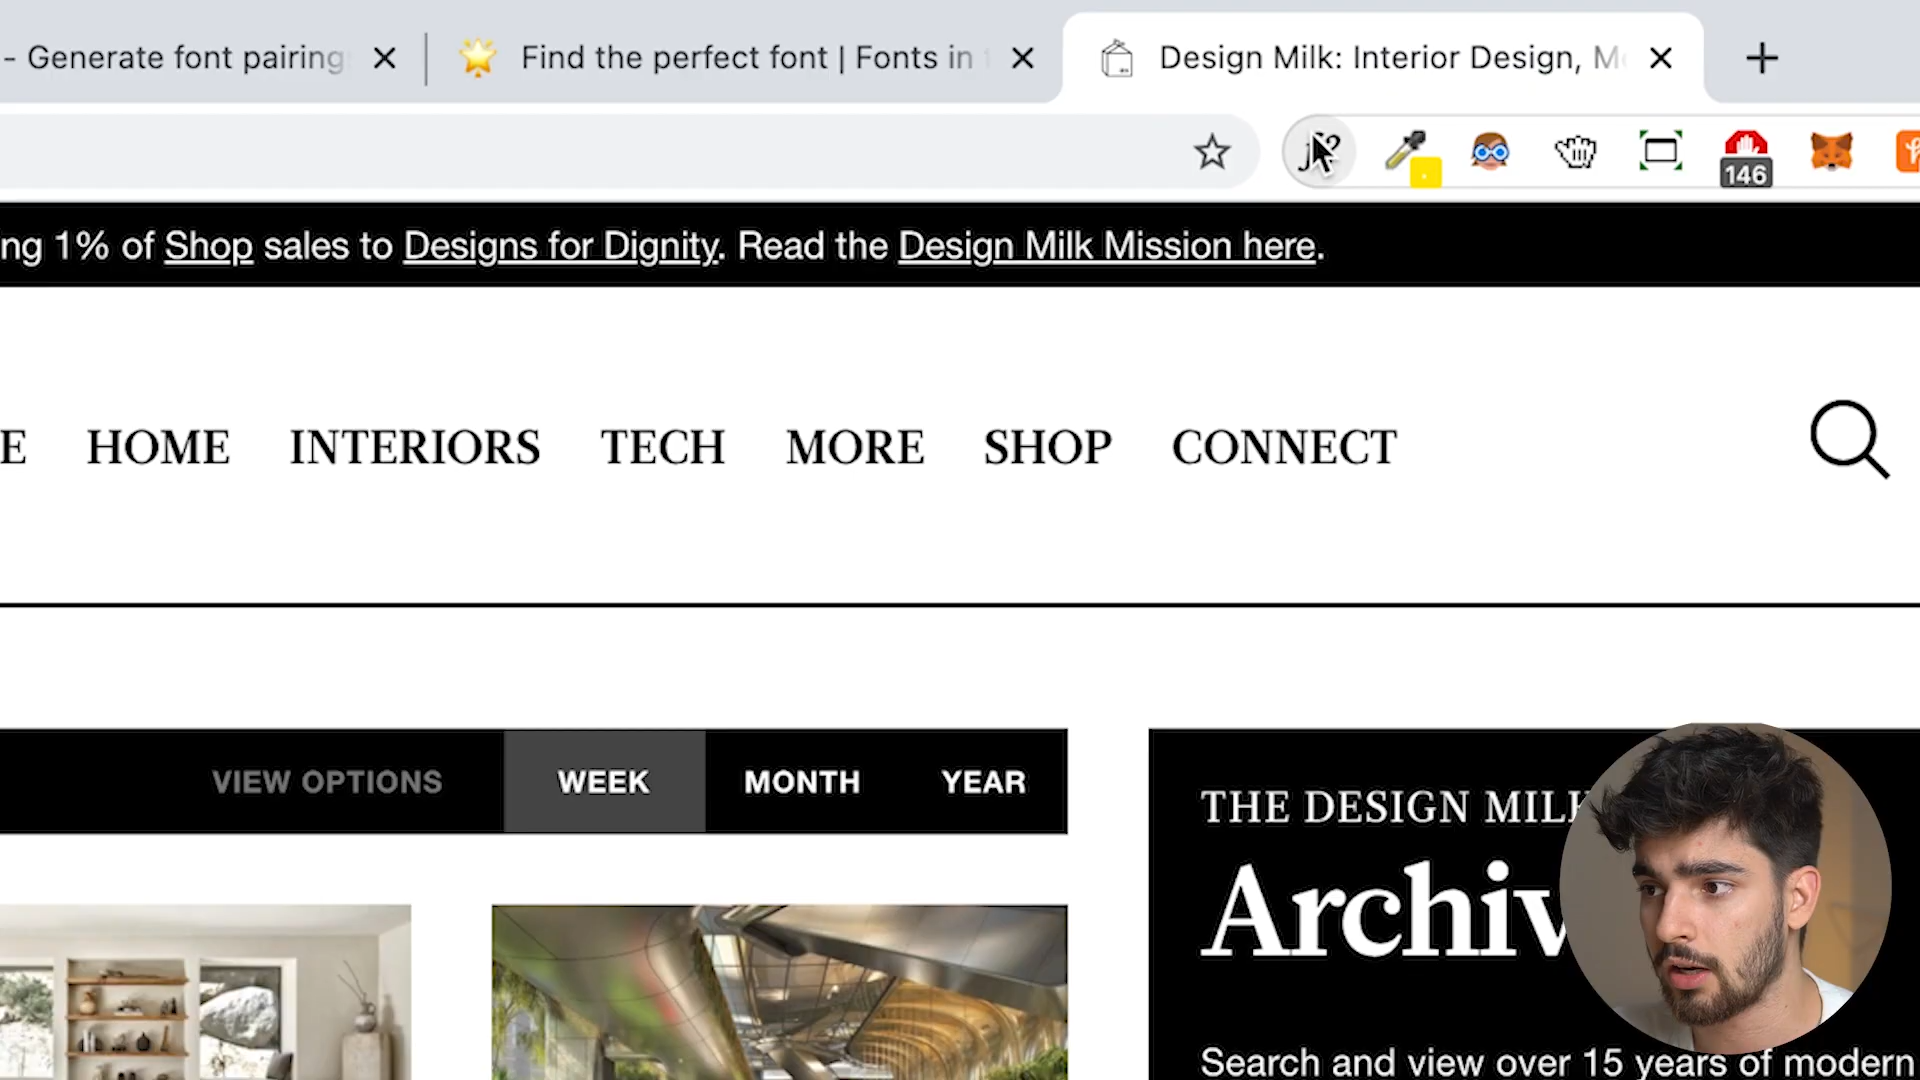 - Generate font pairing
Find the perfect font | Fonts in
Design Milk: Interior Design,
146
ng 1% of Shop sales to Designs for Dignity. Read the Design Milk Mission here.
E HOME INTERIORS TECH MORE SHOP CONNECT
VIEW OPTIONS WEEK MONTH YEAR
THE DESIGN MILK
Archiv
Search and view over 15 years of modern